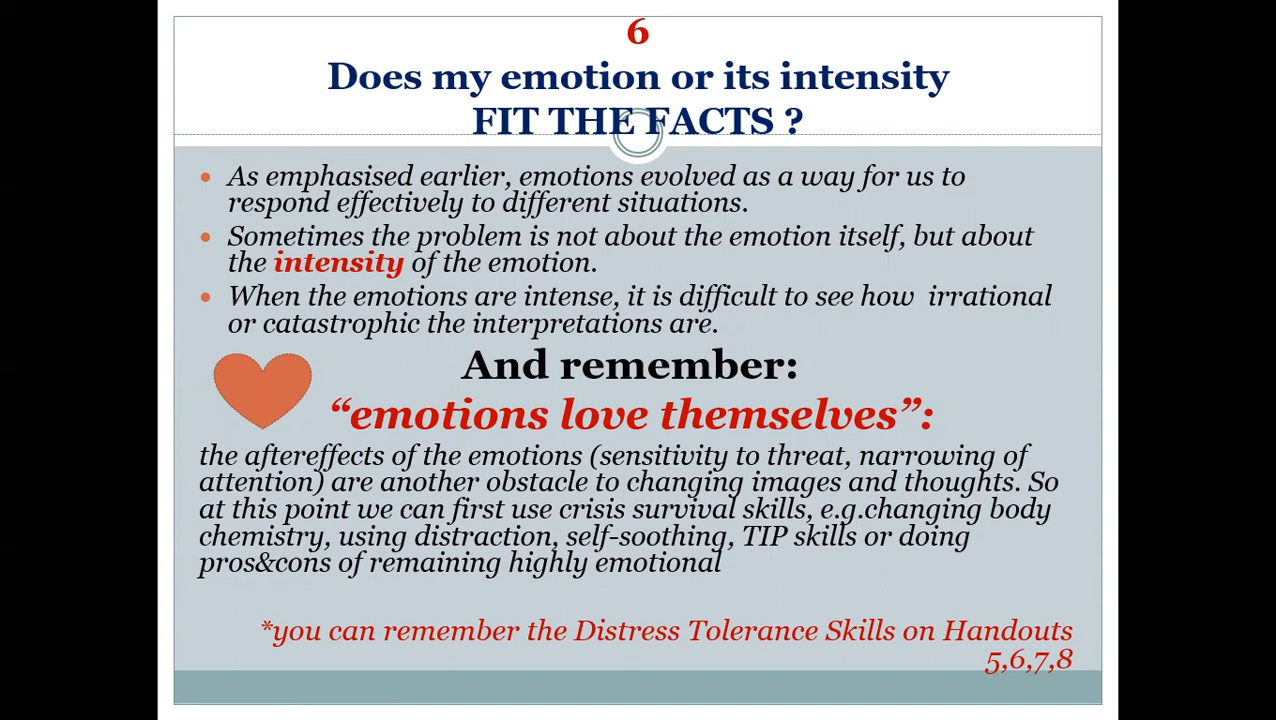 6
Does my emotion or its intensity
FIT THE FACTS ?
• As emphasised earlier, emotions evolved as a way for us to
respond effectively to different situations.
• Sometimes the problem is not about the emotion itself, but about
the intensity of the emotion.
• When the emotions are intense, it is difficult to see how irrational
or catastrophic the interpretations are.
And remember:
“emotions love themselves”:
the aftereffects of the emotions (sensitivity to threat, narrowing of
attention) are another obstacle to changing images and thoughts. So
at this point we can first use crisis survival skills, e.g.changing body
chemistry, using distraction, self-soothing, TIP skills or doing
pros&cons of remaining highly emotional
*you can remember the Distress Tolerance Skills on Handouts
5,6,7,8